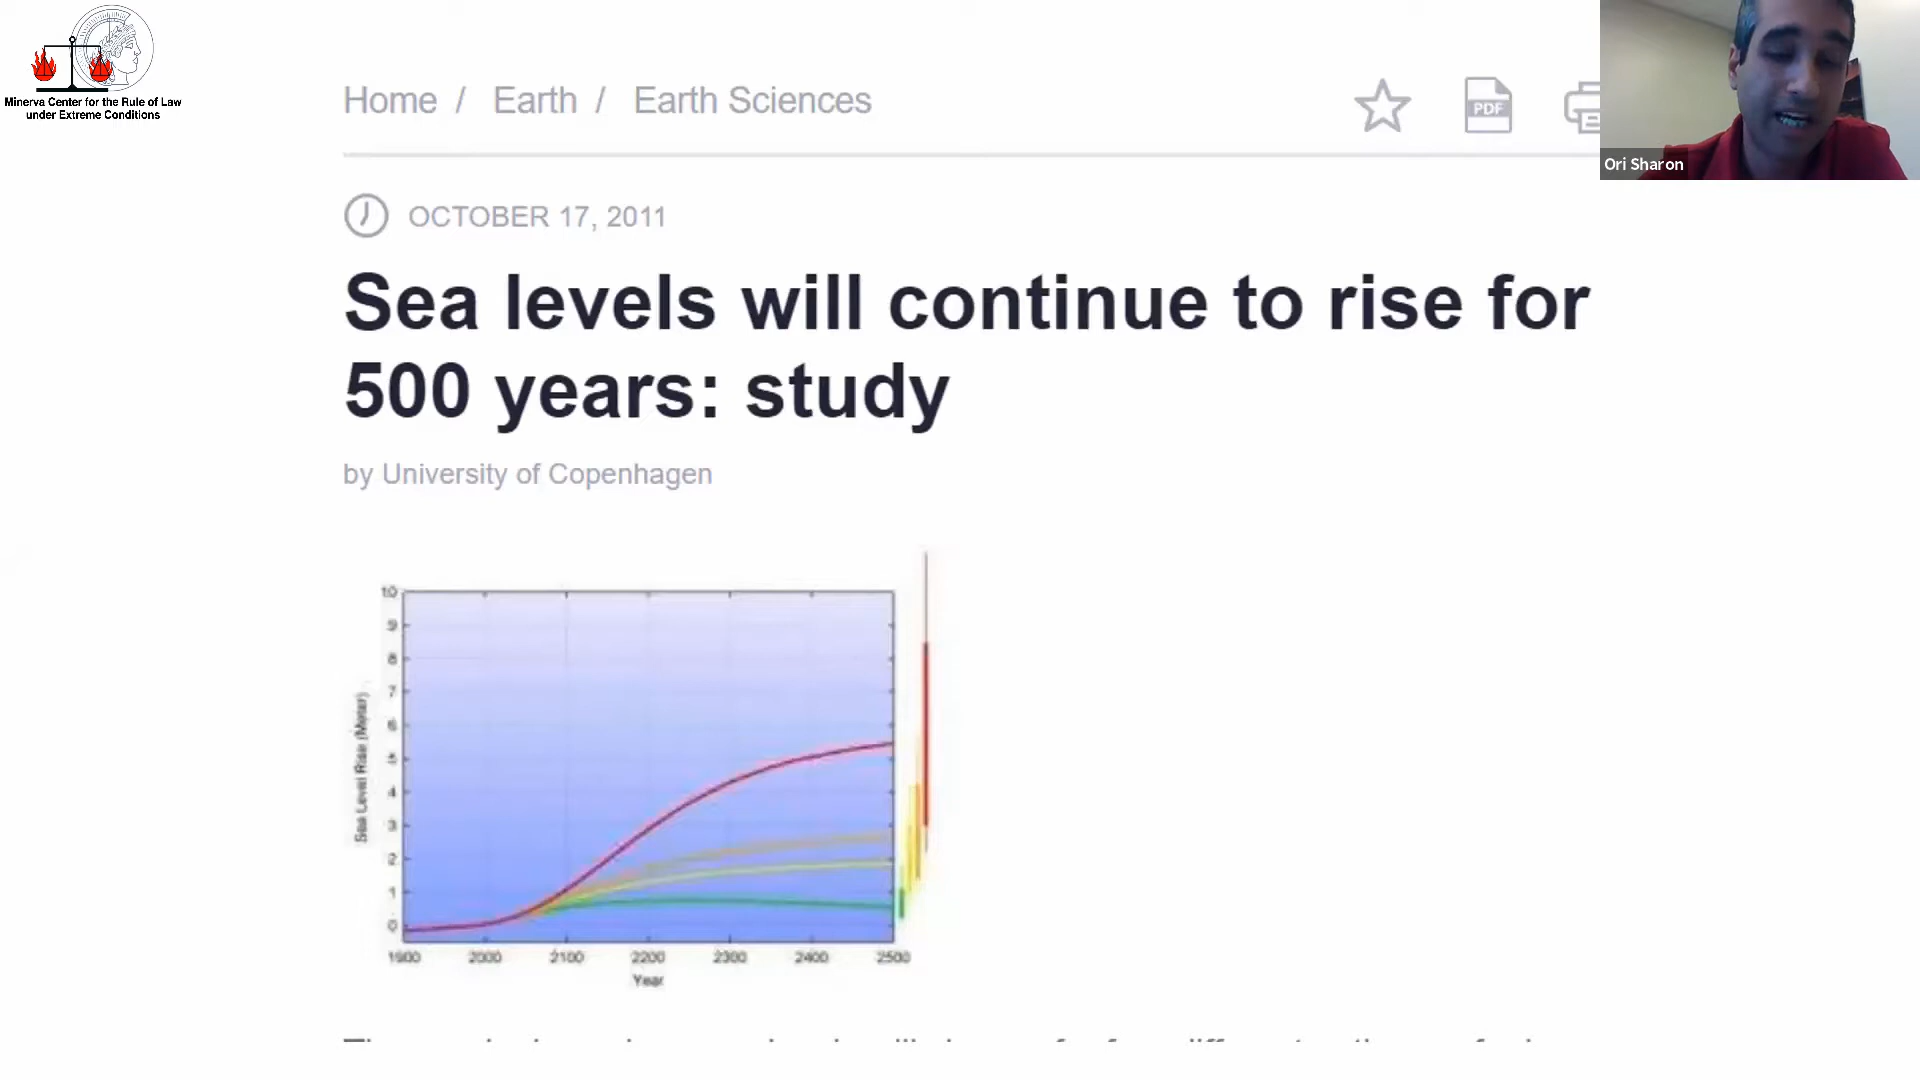 Minerva Center for the Rule of Law
under Extreme Conditions
Home / Earth / Earth Sciences
PDF
Ori Sharon
OCTOBER 17, 2011
Sea levels will continue to rise for
500 years: study
by University of Copenhagen
10
9
8
7
6
5
4
3
2
1
0
Sea Level Rise (Meter)
1900 2000 2100 2200 2300 2400 2500
Year